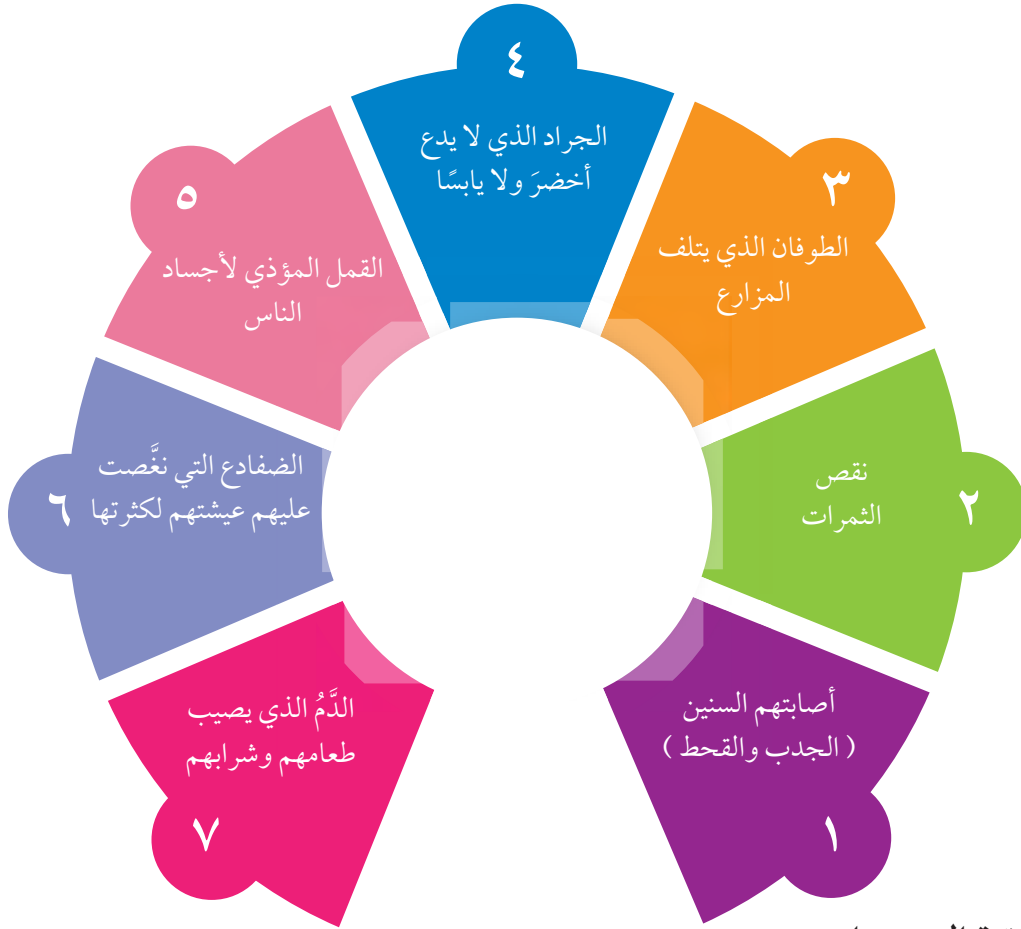 ١
أصابتهم السنين
( الجدب والقحط )
٢
نقص
الثمرات
٣
الطوفان الذي يتلف
المزارع
٤
الجراد الذي لا يدع
أخضرَ ولا يابسًا
٥
القمل المؤذي لأجساد
الناس
٦
الضفادع التي نغَّصت
عليهم عيشتهم لكثرتها
٧
الدَّمُ الذي يصيب
طعامهم وشرابهم